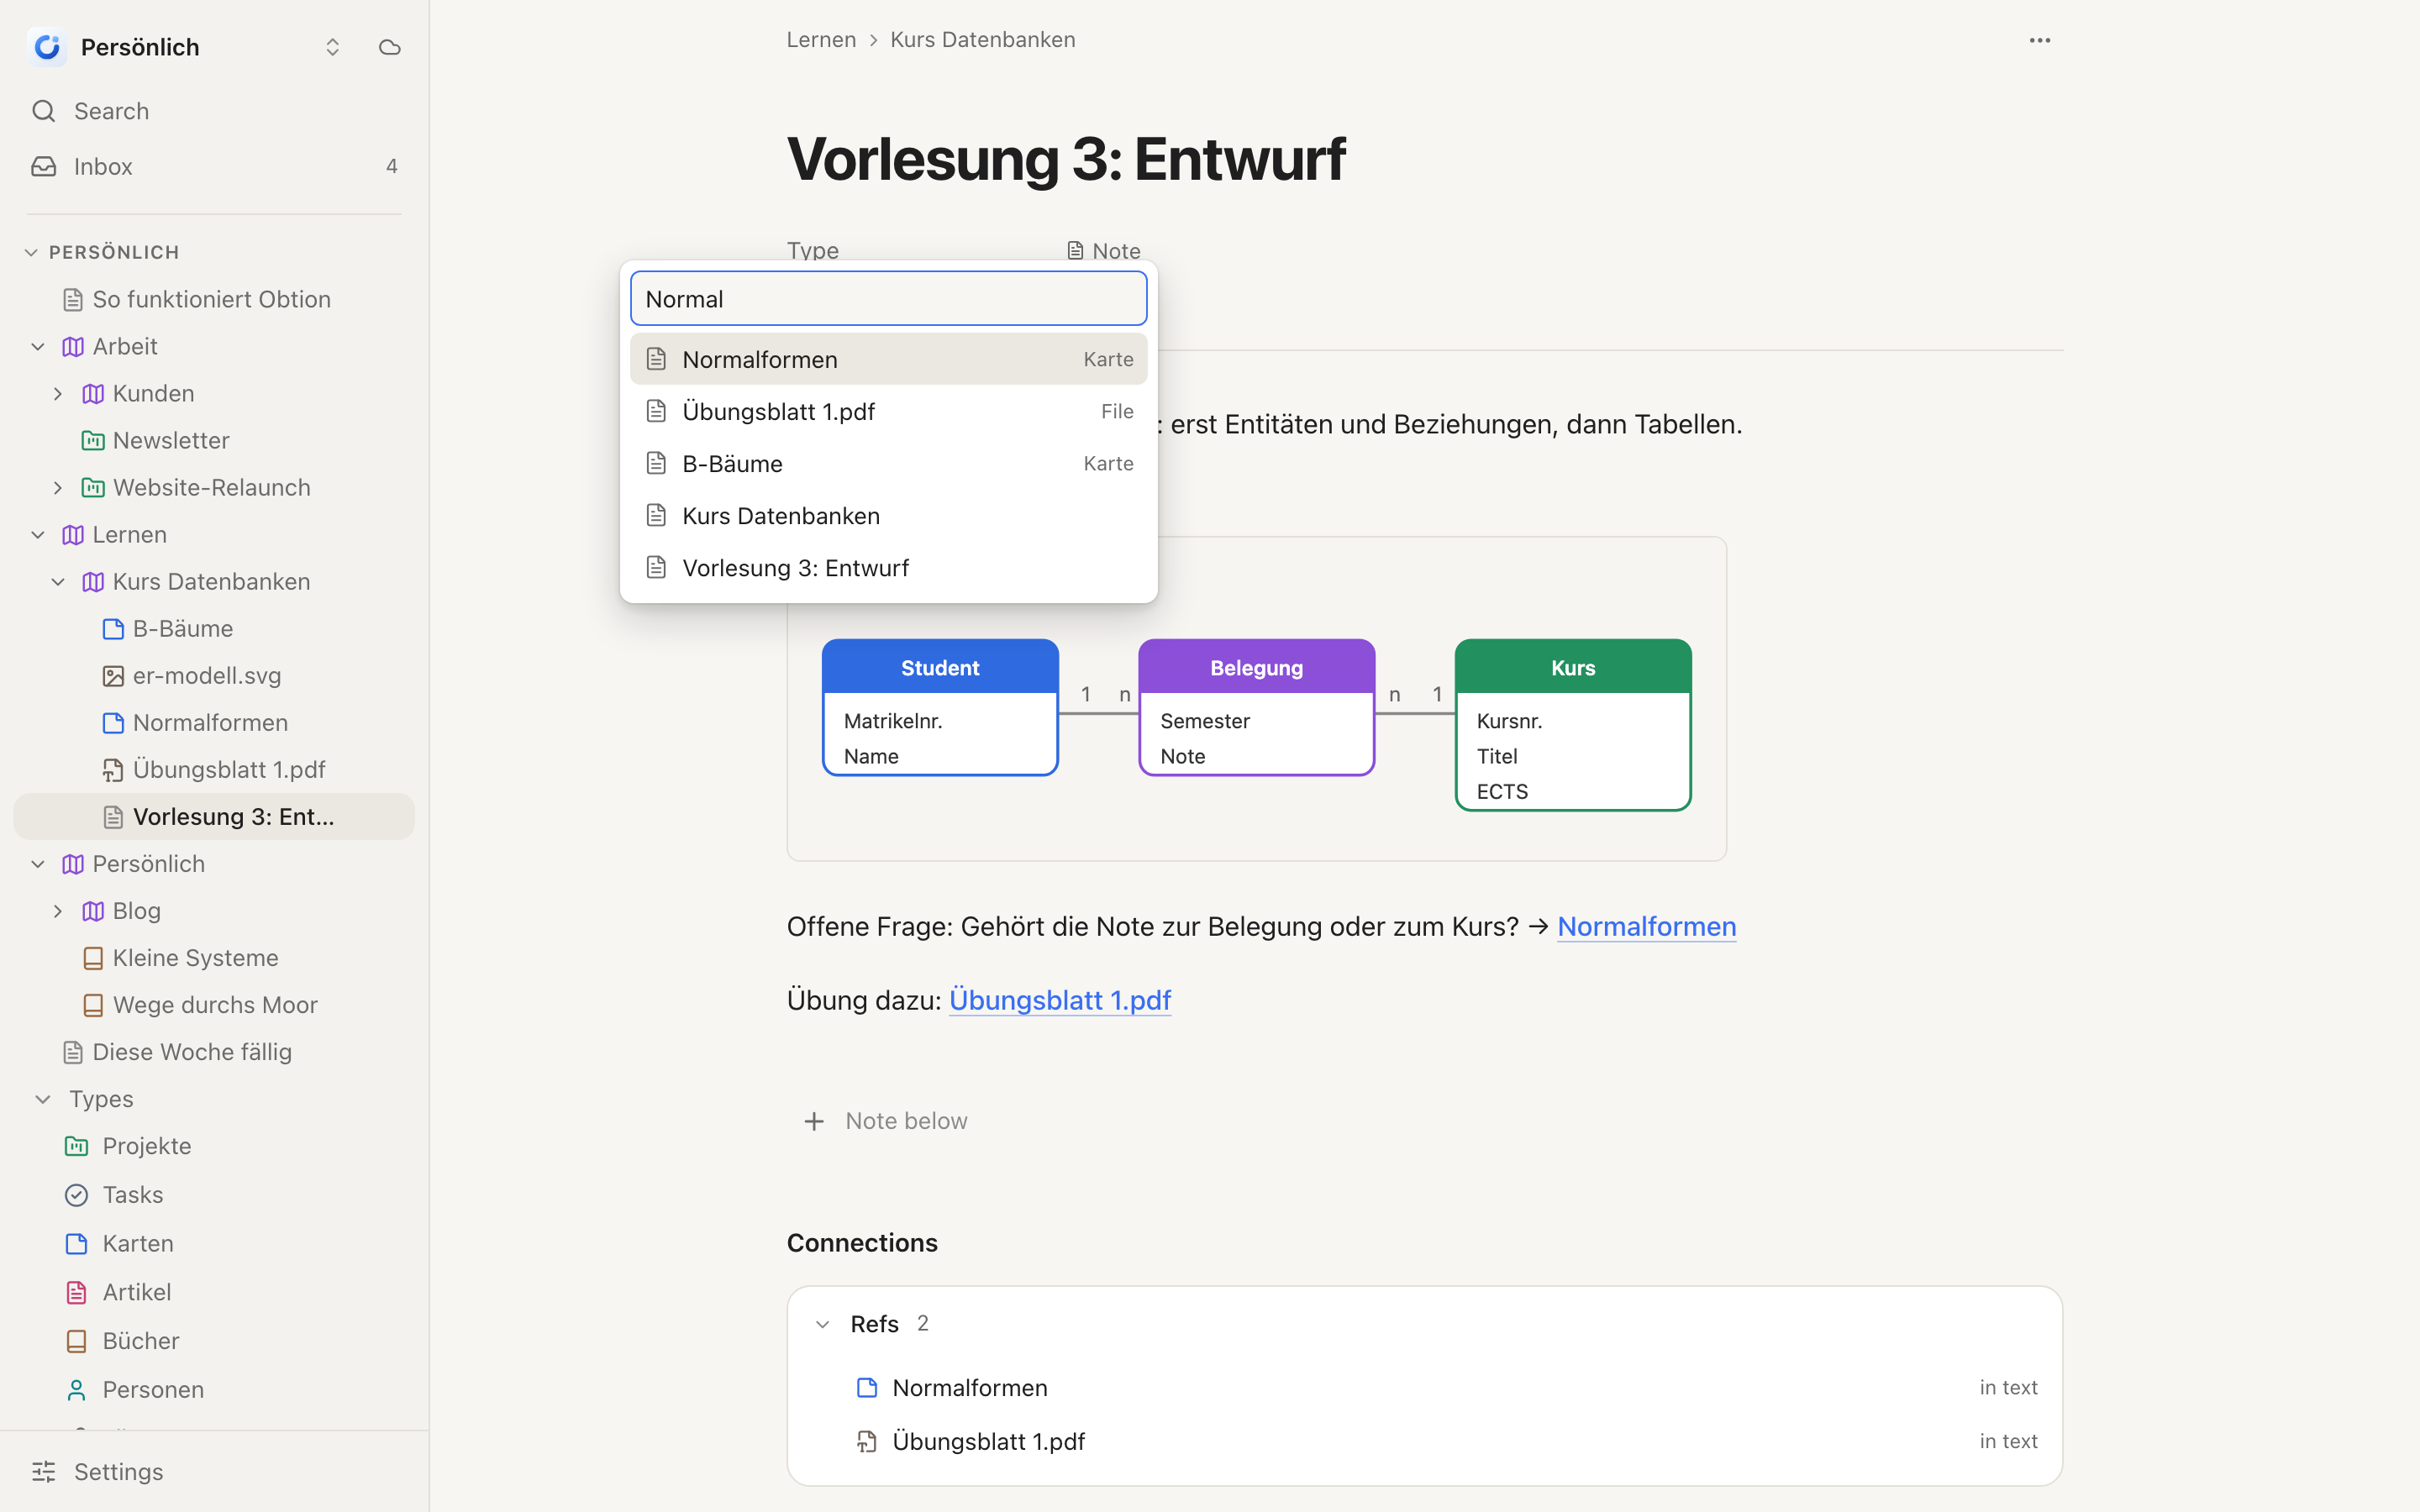 Persönlich
Search
Inbox 4
PERSÖNLICH
So funktioniert Obtion
Arbeit
Kunden
Newsletter
Website-Relaunch
Lernen
Kurs Datenbanken
B-Bäume
er-modell.svg
Normalformen
Übungsblatt 1.pdf
Vorlesung 3: Ent...
Persönlich
Blog
Kleine Systeme
Wege durchs Moor
Diese Woche fällig
Types
Projekte
Tasks
Karten
Artikel
Bücher
Personen
Settings
Lernen > Kurs Datenbanken
Vorlesung 3: Entwurf
Type Note
Normal
Normalformen Karte
Übungsblatt 1.pdf File
B-Bäume Karte
Kurs Datenbanken
Vorlesung 3: Entwurf
: erst Entitäten und Beziehungen, dann Tabellen.
Student 1 n Belegung n 1 Kurs
Matrikelnr. Semester Kursnr.
Name Note Titel
ECTS
Offene Frage: Gehört die Note zur Belegung oder zum Kurs? → Normalformen
Übung dazu: Übungsblatt 1.pdf
+ Note below
Connections
Refs 2
Normalformen in text
Übungsblatt 1.pdf in text